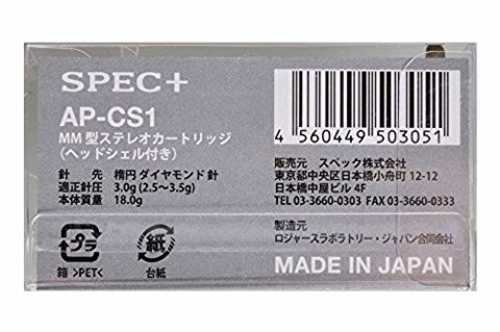 SPEC+
AP-CS1
MM型ステレオカートリッジ
(ヘッドシェル付き)
針 先 楕円 ダイヤモンド 針
適正針圧 3.0g (2.5〜3.5g)
本体質量 18.0g
プラ
箱 >PET<
紙
台紙
4 560449 503051
販売元 スペック株式会社
東京都中央区日本橋小舟町 12-12
日本橋中屋ビル 4F
TEL 03-3660-0303 FAX 03-3660-0333
製造元
ロジャースラボラトリー・ジャパン合同会社
MADE IN JAPAN